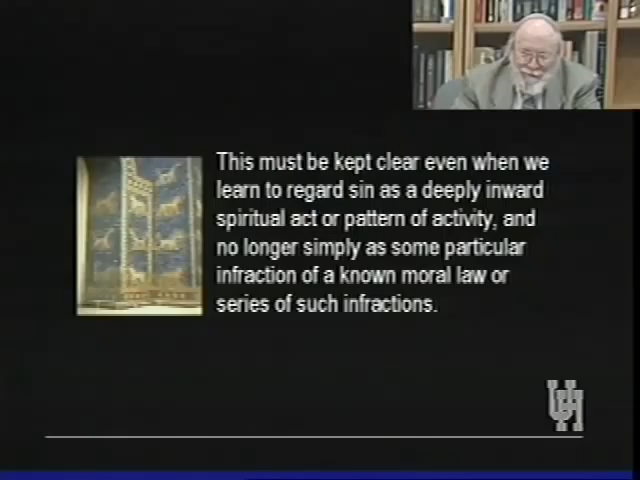 This must be kept clear even when we
learn to regard sin as a deeply inward
spiritual act or pattern of activity, and
no longer simply as some particular
infraction of a known moral law or
series of such infractions.
UH